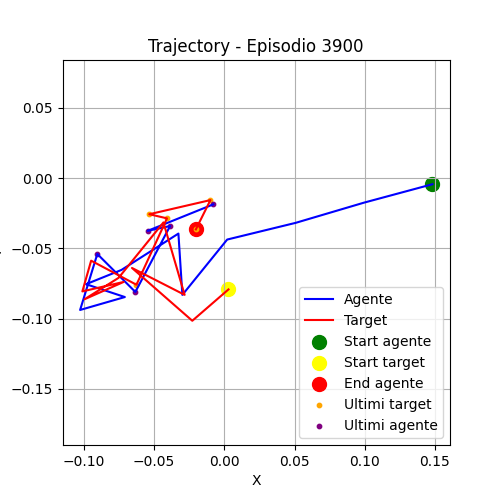 Trajectory - Episodio 3900
0.05
0.00
−0.05
−0.10
−0.15
−0.10
−0.05
0.00
0.05
0.10
0.15
X
Agente
Target
Start agente
Start target
End agente
Ultimi target
Ultimi agente